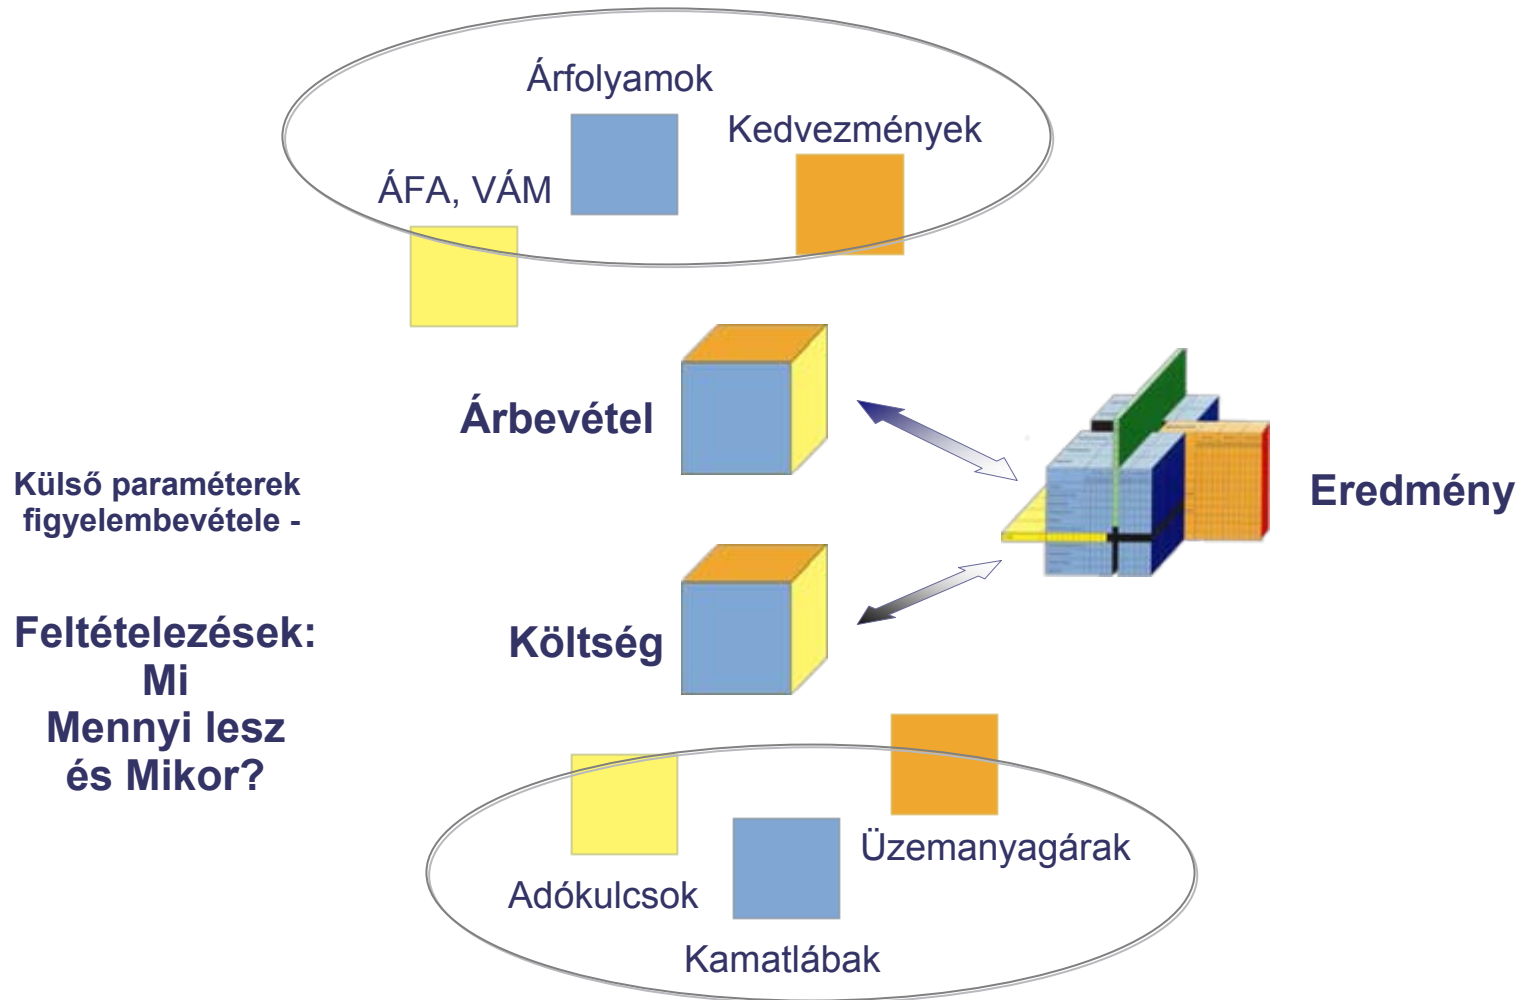 Árfolyamok
Kedvezmények
ÁFA, VÁM
Árbevétel
Külső paraméterek
figyelembevétele -
Eredmény
Feltételezések:
Mi
Mennyi lesz
és Mikor?
Költség
Üzemanyagárak
Adókulcsok
Kamatlábak